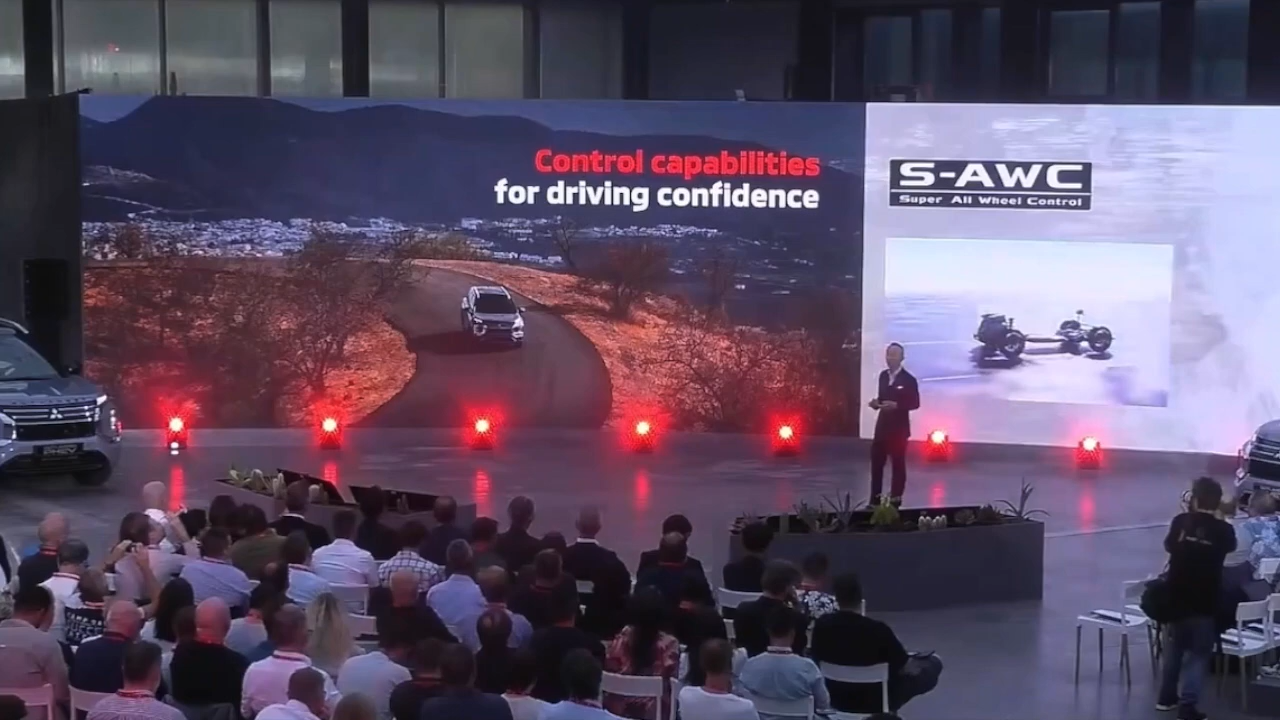 Control capabilities
for driving confidence
S-AWC
Super All Wheel Control